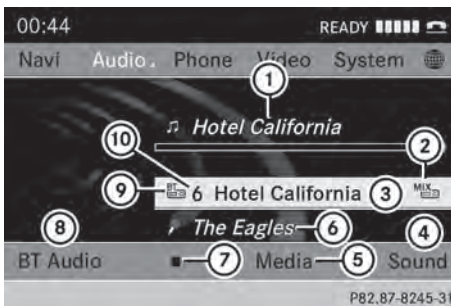 00:44 READY
Navi Audio Phone Video System
1
♫ Hotel California
10 2
9 BT 6 Hotel California 3 MIX
8 The Eagles 6 4
BT Audio 7 Media 5 Sound
P82.87-8245-31